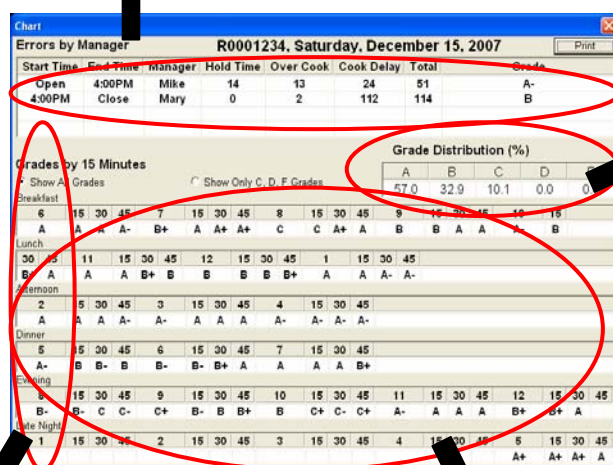 Chart
Errors by Manager R0001234, Saturday, December 15, 2007 Print
Start Time End Time Manager Hold Time Over Cook Cook Delay Total Grade
Open 4:00PM Mike 14 13 24 51 A-
4:00PM Close Mary 0 2 112 114 B
Grade Distribution (%)
A B C D
57.0 32.9 10.1 0.0
Grades by 15 Minutes
Show All Grades Show Only C, D, F Grades
Breakfast
6 15 30 45 7 15 30 45 8 15 30 45 9 15 30 45 10 15
A A A A- B+ A A+ A+ C C A+ A B B A A A- B
Lunch
30 45 11 15 30 45 12 15 30 45 1 15 30 45
B+ A A A B+ B B B B B+ A A A- A-
Afternoon
2 15 30 45 3 15 30 45 4 15 30 45
A A A A- A- A A A A- A- A- A-
Dinner
5 15 30 45 6 15 30 45 7 15 30 45
A- B B- B B- B- B+ A A A A B+
Evening
8 15 30 45 9 15 30 45 10 15 30 45 11 15 30 45 12 15 30 45
B- B- C C- C+ B- B B+ B C+ C- C+ A- A A A B+ B+ A
Late Night
1 15 30 45 2 15 30 45 3 15 30 45 4 15 30 45 5 15 30 45
A+ A+ A+ A